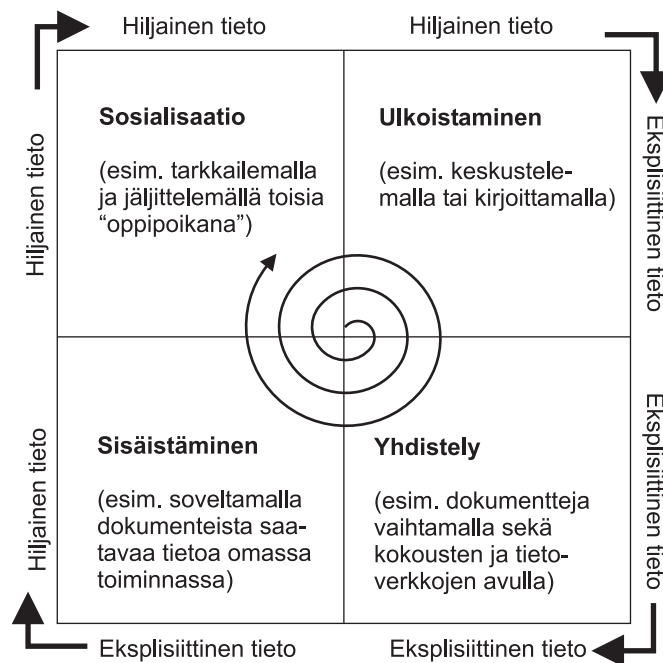 Hiljainen tieto
Hiljainen tieto
Hiljainen tieto
Sosialisaatio
(esim. tarkkailemalla
ja jäljittelemällä toisia
“oppipoikana”)
Ulkoistaminen
(esim. keskustele-
malla tai kirjoittamalla)
Eksplisiittinen tieto
Hiljainen tieto
Sisäistäminen
(esim. soveltamalla
dokumenteista saa-
tavaa tietoa omassa
toiminnassa)
Yhdistely
(esim. dokumentteja
vaihtamalla sekä
kokousten ja tieto-
verkkojen avulla)
Eksplisiittinen tieto
Eksplisiittinen tieto
Eksplisiittinen tieto